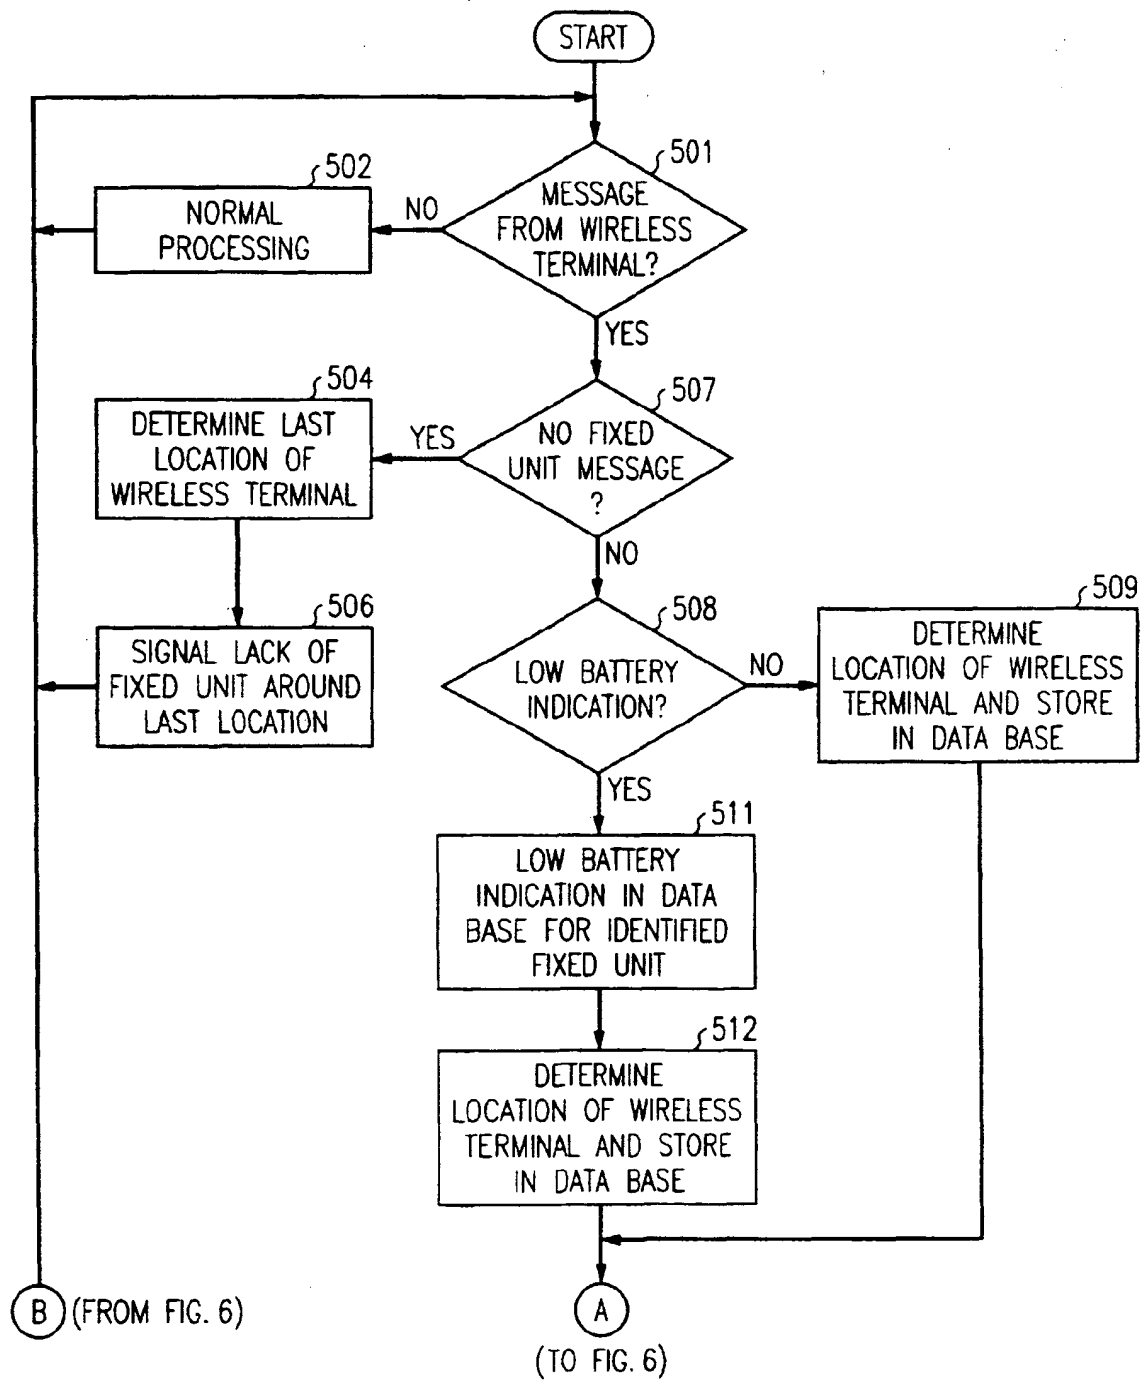 START
501
MESSAGE
FROM WIRELESS
TERMINAL?
NO
502
NORMAL
PROCESSING
YES
507
NO FIXED
UNIT MESSAGE
?
YES
504
DETERMINE LAST
LOCATION OF
WIRELESS TERMINAL
506
SIGNAL LACK OF
FIXED UNIT AROUND
LAST LOCATION
NO
508
LOW BATTERY
INDICATION?
NO
509
DETERMINE
LOCATION OF WIRELESS
TERMINAL AND STORE
IN DATA BASE
YES
511
LOW BATTERY
INDICATION IN DATA
BASE FOR IDENTIFIED
FIXED UNIT
512
DETERMINE
LOCATION OF WIRELESS
TERMINAL AND STORE
IN DATA BASE
B (FROM FIG. 6)
A
(TO FIG. 6)